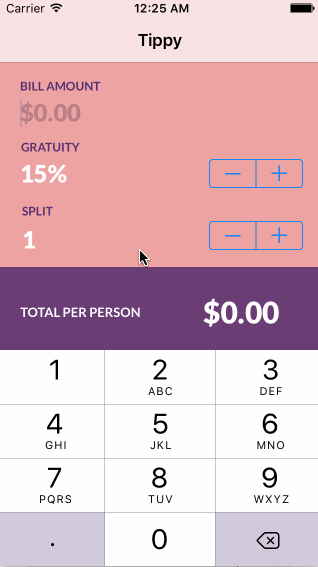 Carrier 12:25 AM
Tippy
BILL AMOUNT
$0.00
GRATUITY
15%
SPLIT
1
TOTAL PER PERSON $0.00
1 2 3
ABC DEF
4 5 6
GHI JKL MNO
7 8 9
PQRS TUV WXYZ
. 0